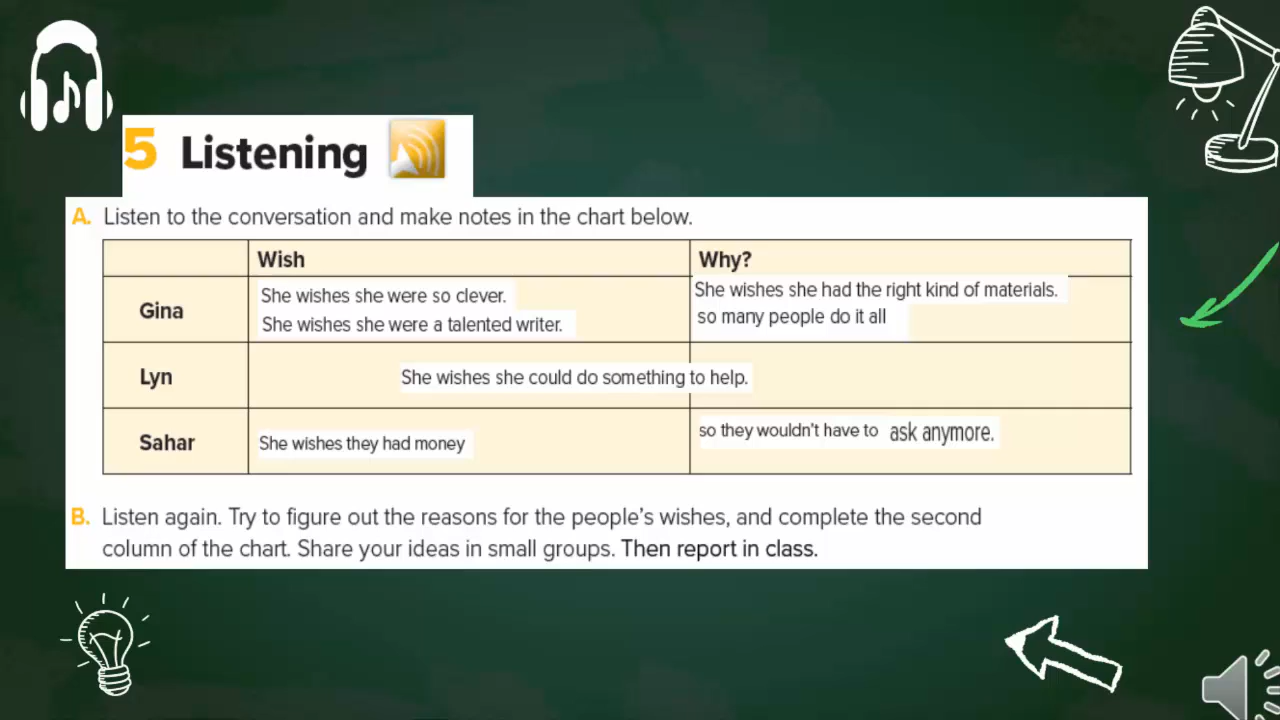 5 Listening
A. Listen to the conversation and make notes in the chart below.
Wish Why?
Gina
She wishes she were so clever.
She wishes she were a talented writer.
She wishes she had the right kind of materials.
so many people do it all
Lyn
She wishes she could do something to help.
Sahar
She wishes they had money
so they wouldn't have to ask anymore.
B. Listen again. Try to figure out the reasons for the people's wishes, and complete the second
column of the chart. Share your ideas in small groups. Then report in class.